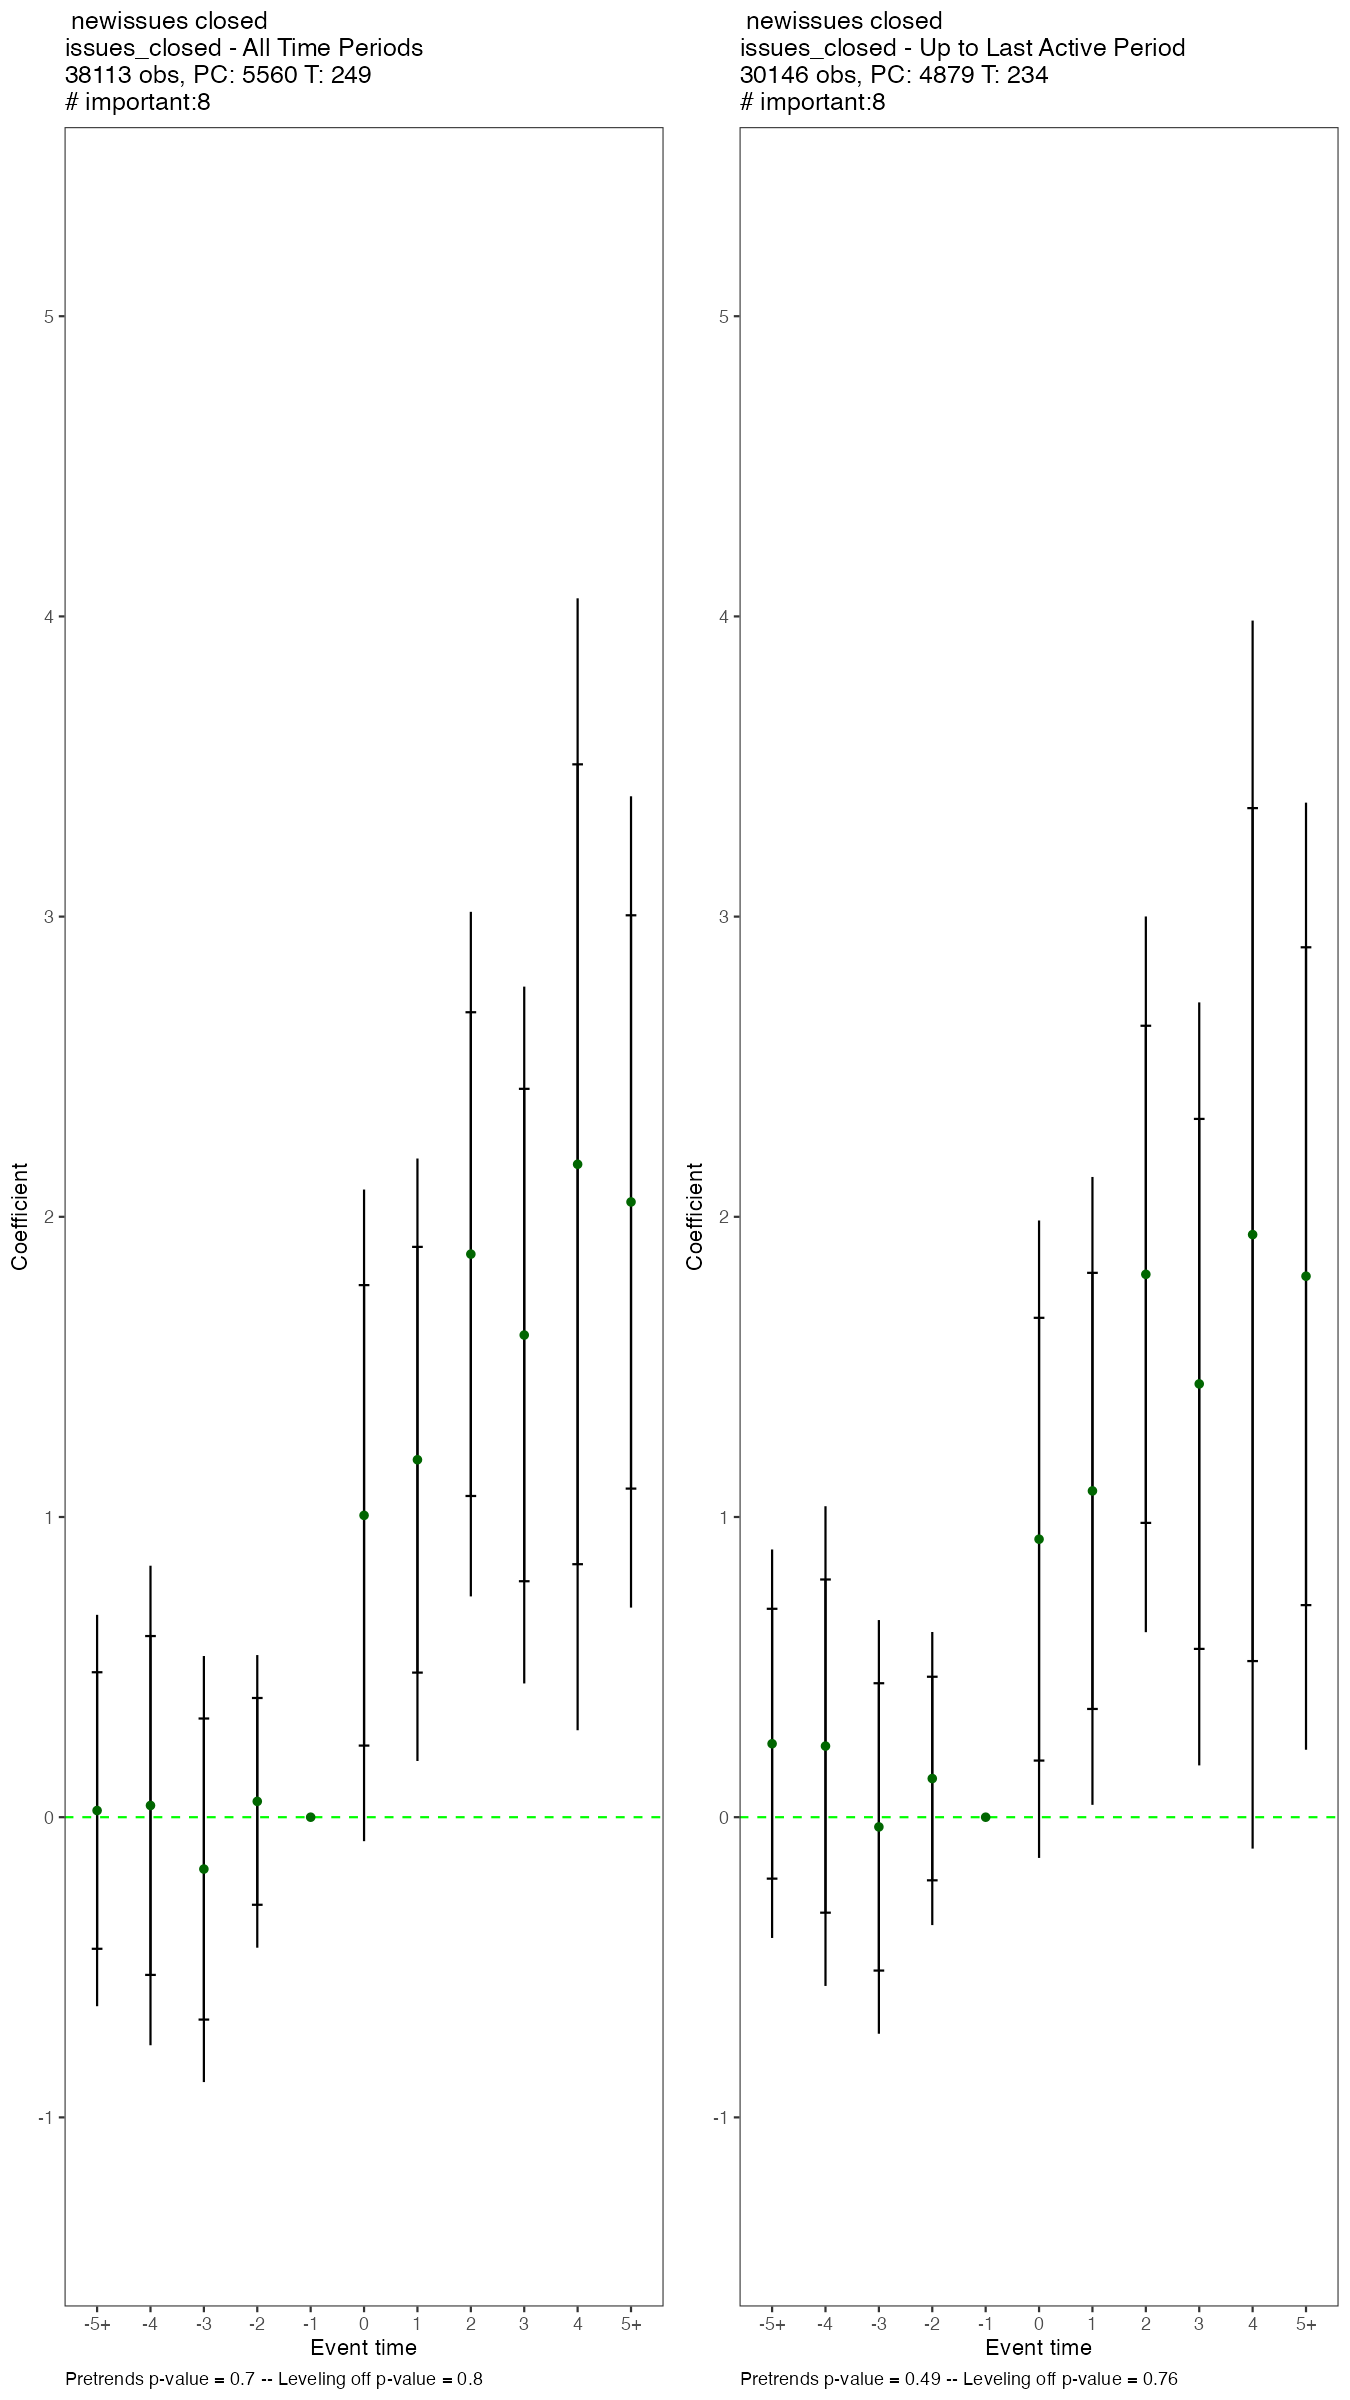 newissues closed
issues_closed - All Time Periods
38113 obs, PC: 5560 T: 249
# important:8
5
4
3
2
1
0
-1
Coefficient
-5+ -4 -3 -2 -1 0 1 2 3 4 5+
Event time
Pretrends p-value = 0.7 -- Leveling off p-value = 0.8
newissues closed
issues_closed - Up to Last Active Period
30146 obs, PC: 4879 T: 234
# important:8
5
4
3
2
1
0
-1
Coefficient
-5+ -4 -3 -2 -1 0 1 2 3 4 5+
Event time
Pretrends p-value = 0.49 -- Leveling off p-value = 0.76